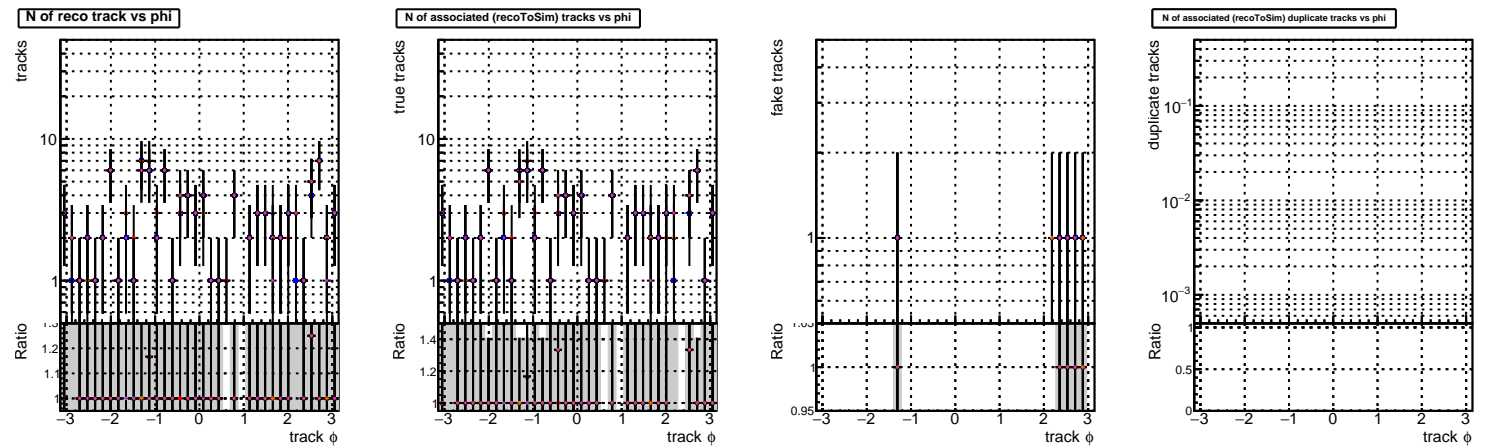 N of reco track vs phi
tracks
10
1
Ratio
1.3
1.2
1.1
1
−3 −2 −1 0 1 2 3
track ϕ
N of associated (recoToSim) tracks vs phi
true tracks
10
1
Ratio
1.4
1.2
1
−3 −2 −1 0 1 2 3
track ϕ
fake tracks
1
Ratio
1.05
1
0.95
−3 −2 −1 0 1 2 3
track ϕ
N of associated (recoToSim) duplicate tracks vs phi
duplicate tracks
10⁻¹
10⁻²
10⁻³
Ratio
1
0.5
0
−3 −2 −1 0 1 2 3
track ϕ